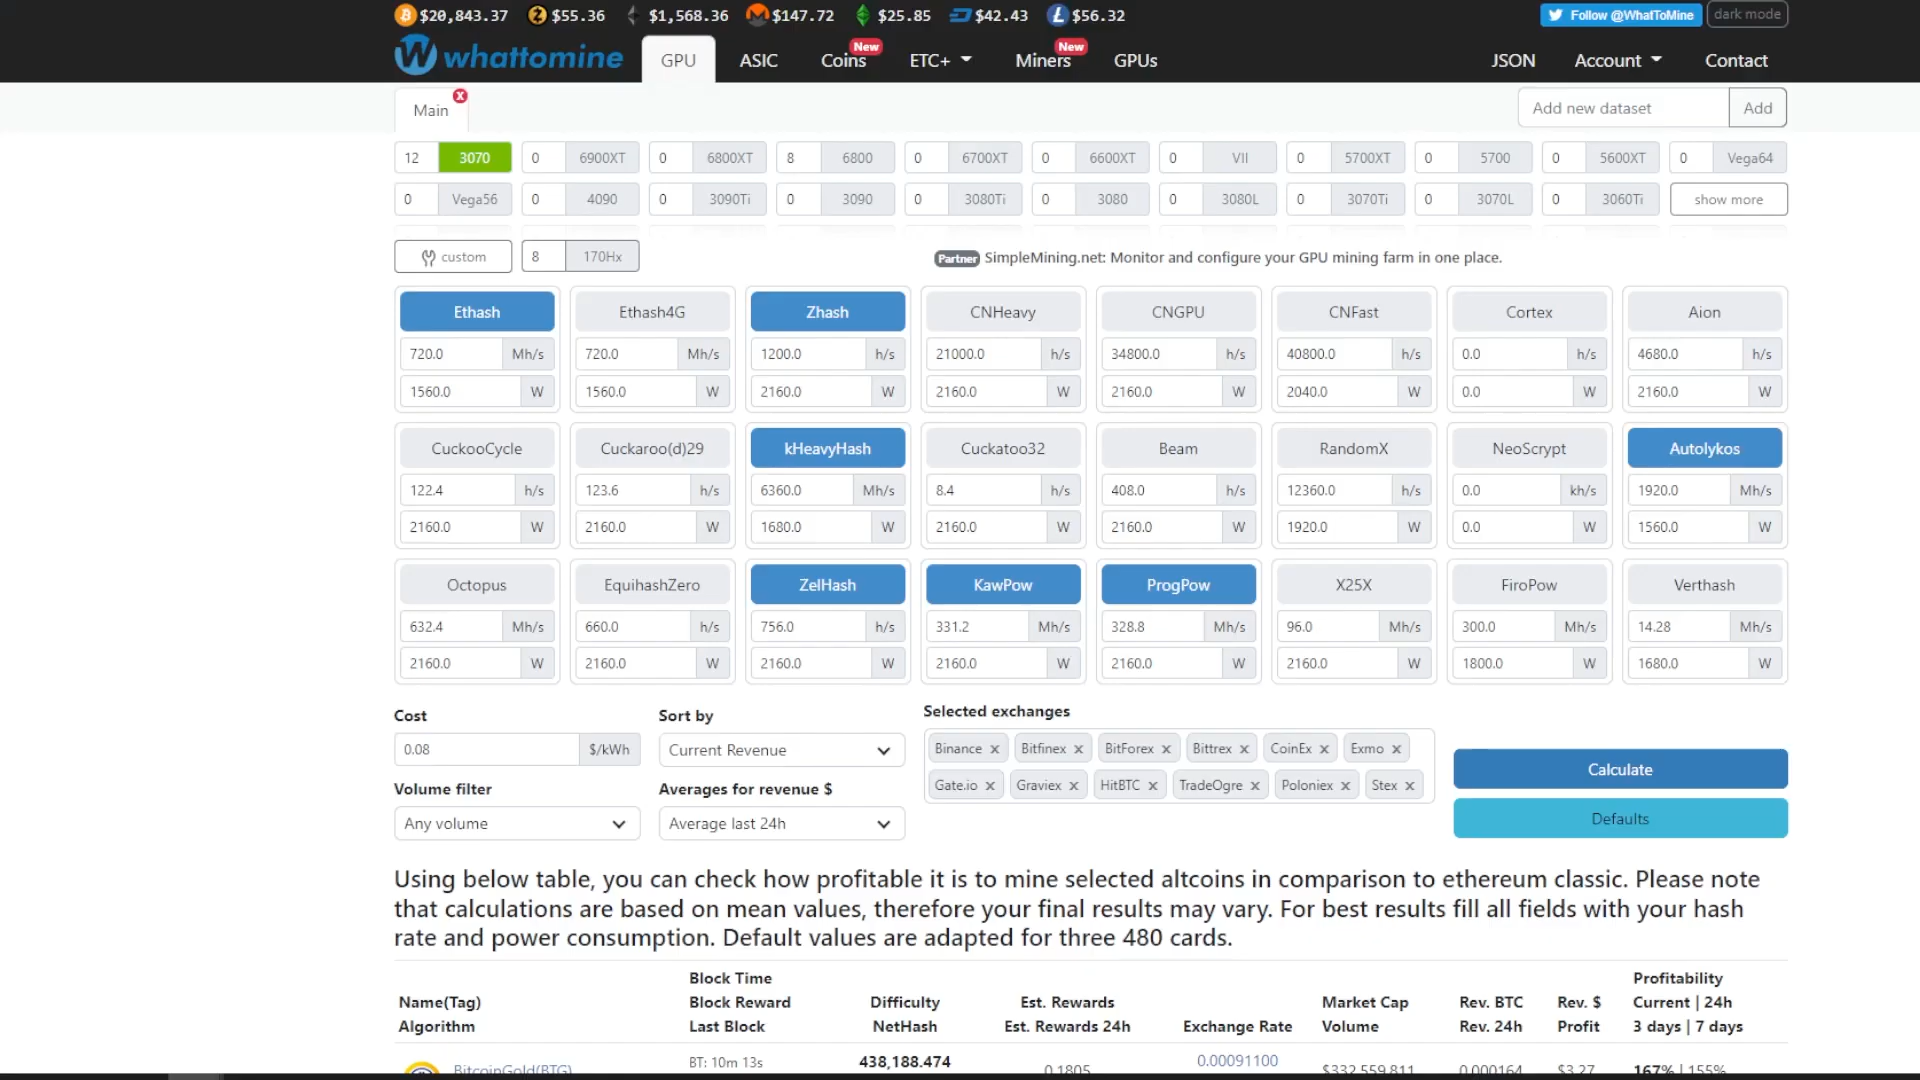 $20,843.37 $55.36 $1,568.36 $147.72 $25.85 $42.43 $56.32 Follow @WhatToMine dark mode
whattomine GPU ASIC Coins New ETC+ Miners New GPUs JSON Account Contact
Main x Add new dataset Add
12 3070 0 6900XT 0 6800XT 8 6800 0 6700XT 0 6600XT 0 VII 0 5700XT 0 5700 0 5600XT 0 Vega64
0 Vega56 0 4090 0 3090Ti 0 3090 0 3080Ti 0 3080 0 3080L 0 3070Ti 0 3070L 0 3060Ti show more
custom 8 170Hx Partner SimpleMining.net: Monitor and configure your GPU mining farm in one place.
Ethash Ethash4G Zhash CNHeavy CNGPU CNFast Cortex Aion
720.0 Mh/s 720.0 Mh/s 1200.0 h/s 21000.0 h/s 34800.0 h/s 40800.0 h/s 0.0 h/s 4680.0 h/s
1560.0 W 1560.0 W 2160.0 W 2160.0 W 2160.0 W 2040.0 W 0.0 W 2160.0 W
CuckooCycle Cuckaroo(d)29 kHeavyHash Cuckatoo32 Beam RandomX NeoScrypt Autolykos
122.4 h/s 123.6 h/s 6360.0 Mh/s 8.4 h/s 408.0 h/s 12360.0 h/s 0.0 kh/s 1920.0 Mh/s
2160.0 W 2160.0 W 1680.0 W 2160.0 W 2160.0 W 1920.0 W 0.0 W 1560.0 W
Octopus EquihashZero ZelHash KawPow ProgPow X25X FiroPow Verthash
632.4 Mh/s 660.0 h/s 756.0 h/s 331.2 Mh/s 328.8 Mh/s 96.0 Mh/s 300.0 Mh/s 14.28 Mh/s
2160.0 W 2160.0 W 2160.0 W 2160.0 W 2160.0 W 2160.0 W 1800.0 W 1680.0 W
Cost Sort by Selected exchanges
0.08 $/kWh Current Revenue Binance x Bitfinex x BitForex x Bittrex x CoinEx x Exmo x Calculate
Gate.io x Graviex x HitBTC x TradeOgre x Poloniex x Stex x
Volume filter Averages for revenue $
Any volume Average last 24h Defaults
Using below table, you can check how profitable it is to mine selected altcoins in comparison to ethereum classic. Please note
that calculations are based on mean values, therefore your final results may vary. For best results fill all fields with your hash
rate and power consumption. Default values are adapted for three 480 cards.
Block Time Profitability
Name(Tag) Block Reward Difficulty Est. Rewards Market Cap Rev. BTC Rev. $ Current | 24h
Algorithm Last Block NetHash Est. Rewards 24h Exchange Rate Volume Rev. 24h Profit 3 days | 7 days
BT: 10m 13s 438,188.474 0.00091100
BitcoinGold(BTG) 0.1805 $332,559,811 0.000164 $3.27 167% | 155%